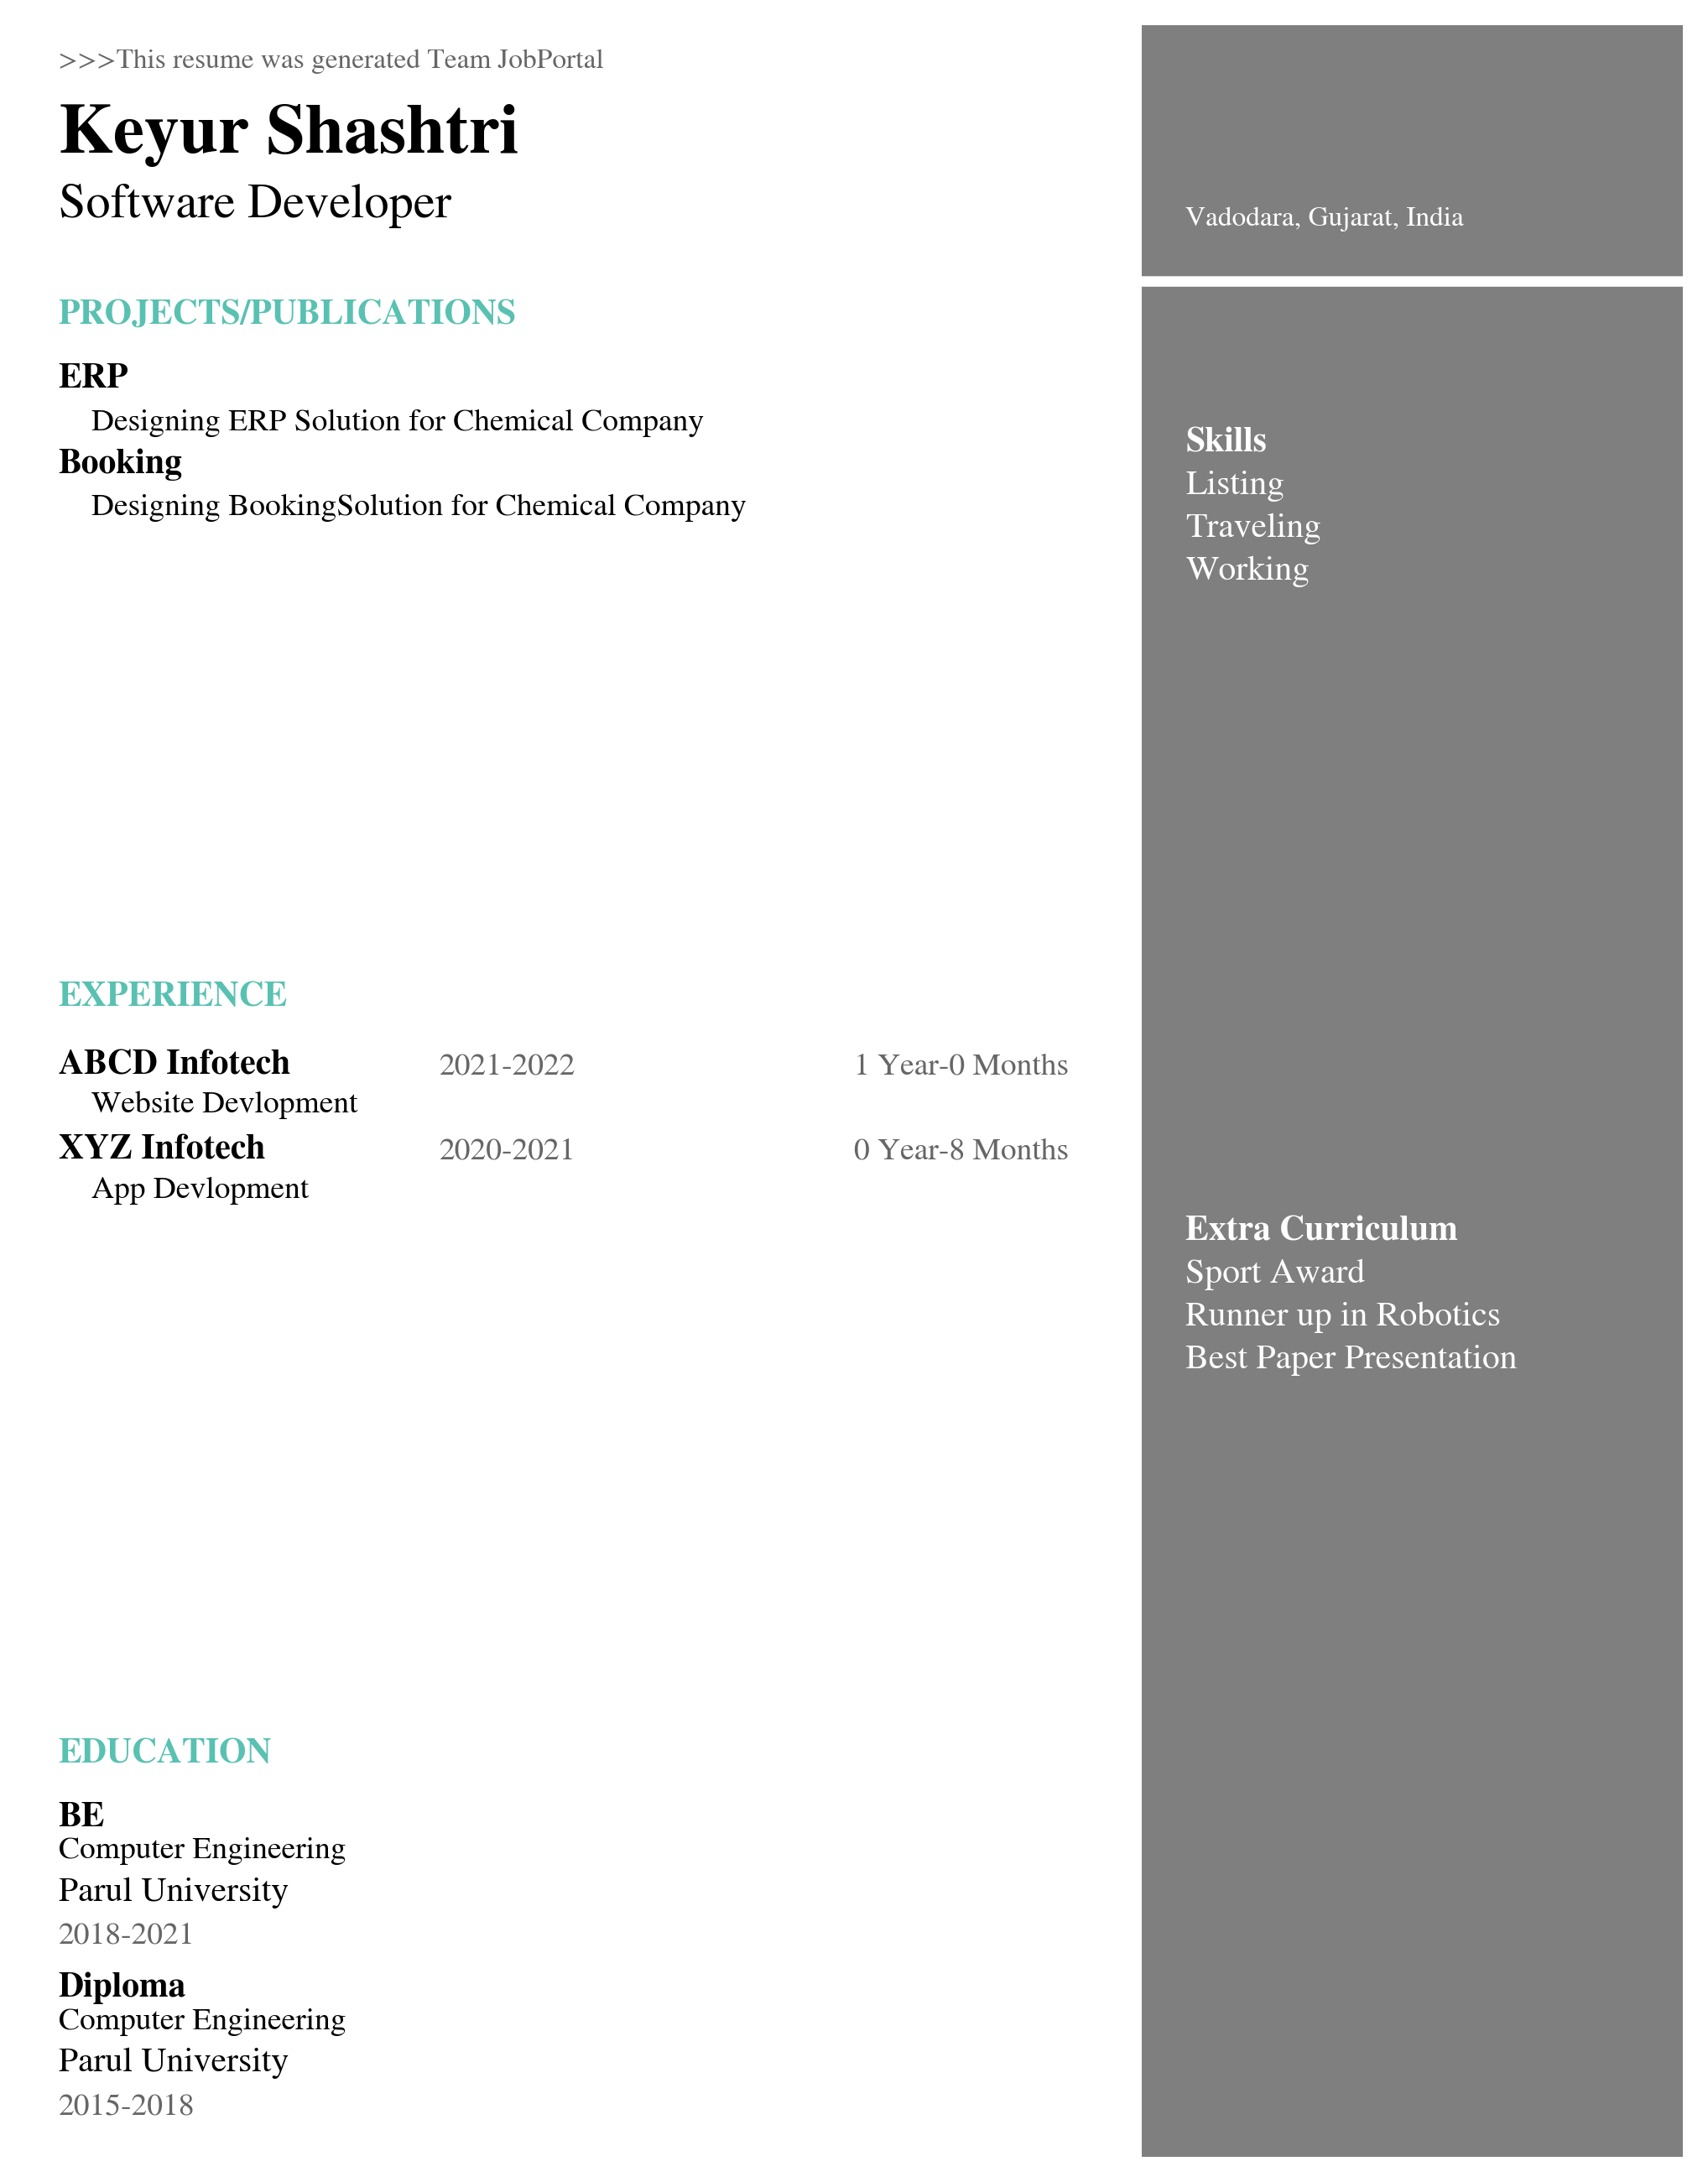 >>>This resume was generated Team JobPortal
Keyur Shashtri
Software Developer
Vadodara, Gujarat, India
PROJECTS/PUBLICATIONS
ERP
Designing ERP Solution for Chemical Company
Booking
Designing BookingSolution for Chemical Company
Skills
Listing
Traveling
Working
EXPERIENCE
ABCD Infotech 2021-2022 1 Year-0 Months
Website Devlopment
XYZ Infotech 2020-2021 0 Year-8 Months
App Devlopment
Extra Curriculum
Sport Award
Runner up in Robotics
Best Paper Presentation
EDUCATION
BE
Computer Engineering
Parul University
2018-2021
Diploma
Computer Engineering
Parul University
2015-2018